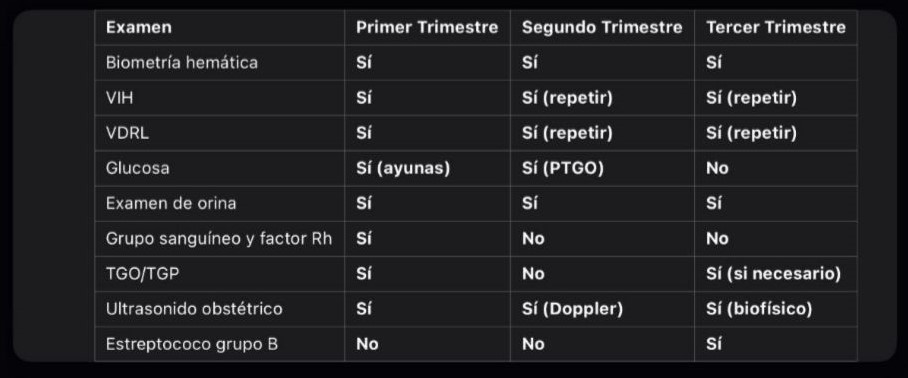 Examen Primer Trimestre Segundo Trimestre Tercer Trimestre
Biometría hemática Sí Sí Sí
VIH Sí Sí (repetir) Sí (repetir)
VDRL Sí Sí (repetir) Sí (repetir)
Glucosa Sí (ayunas) Sí (PTGO) No
Examen de orina Sí Sí Sí
Grupo sanguíneo y factor Rh Sí No No
TGO/TGP Sí No Sí (si necesario)
Ultrasonido obstétrico Sí Sí (Doppler) Sí (biofísico)
Estreptococo grupo B No No Sí